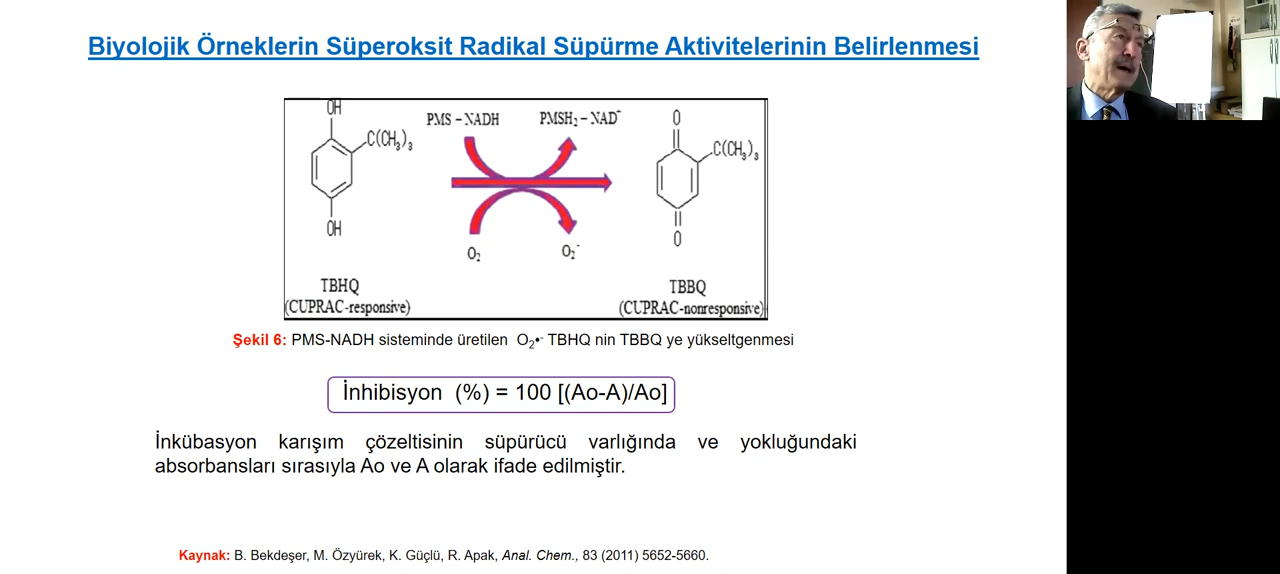 Biyolojik Örneklerin Süperoksit Radikal Süpürme Aktivitelerinin Belirlenmesi
OH
C(CH3)3
OH
TBHQ
(CUPRAC-responsive)
PMS – NADH
PMSH2 – NAD+
O2
O2·-
O
C(CH3)3
O
TBBQ
(CUPRAC-nonresponsive)
Şekil 6: PMS-NADH sisteminde üretilen O2•- TBHQ nin TBBQ ye yükseltgenmesi
İnhibisyon (%) = 100 [(Ao-A)/Ao]
İnkübasyon karışım çözeltisinin süpürücü varlığında ve yokluğundaki
absorbansları sırasıyla Ao ve A olarak ifade edilmiştir.
Kaynak: B. Bekdeşer, M. Özyürek, K. Güçlü, R. Apak, Anal. Chem., 83 (2011) 5652-5660.